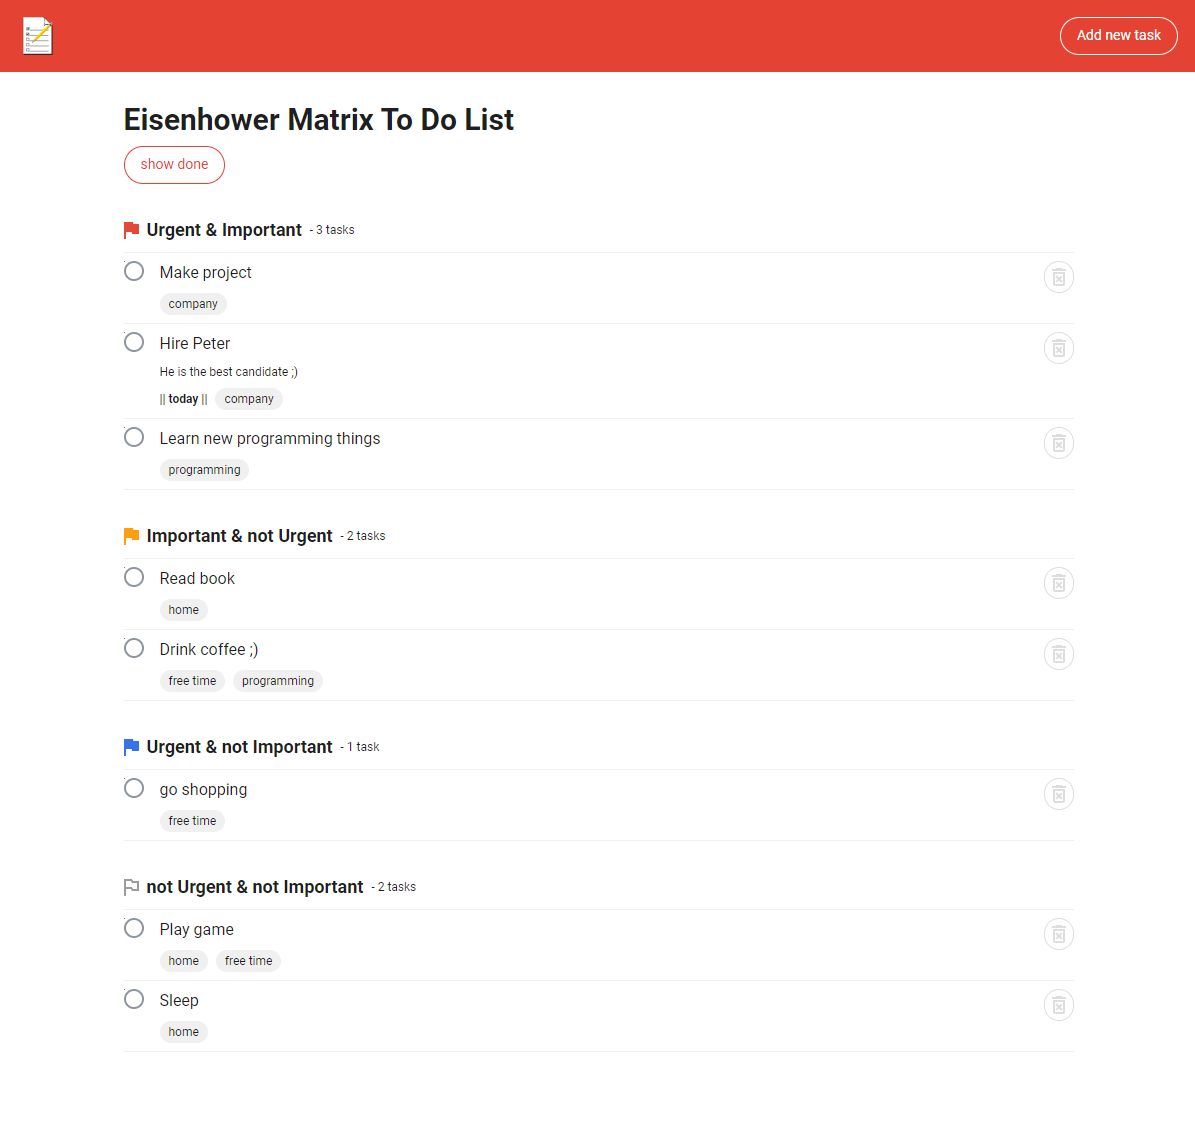 Add new task
Eisenhower Matrix To Do List
show done
Urgent & Important - 3 tasks
Make project
company
Hire Peter
He is the best candidate ;)
|| today || company
Learn new programming things
programming
Important & not Urgent - 2 tasks
Read book
home
Drink coffee ;)
free time programming
Urgent & not Important - 1 task
go shopping
free time
not Urgent & not Important - 2 tasks
Play game
home free time
Sleep
home